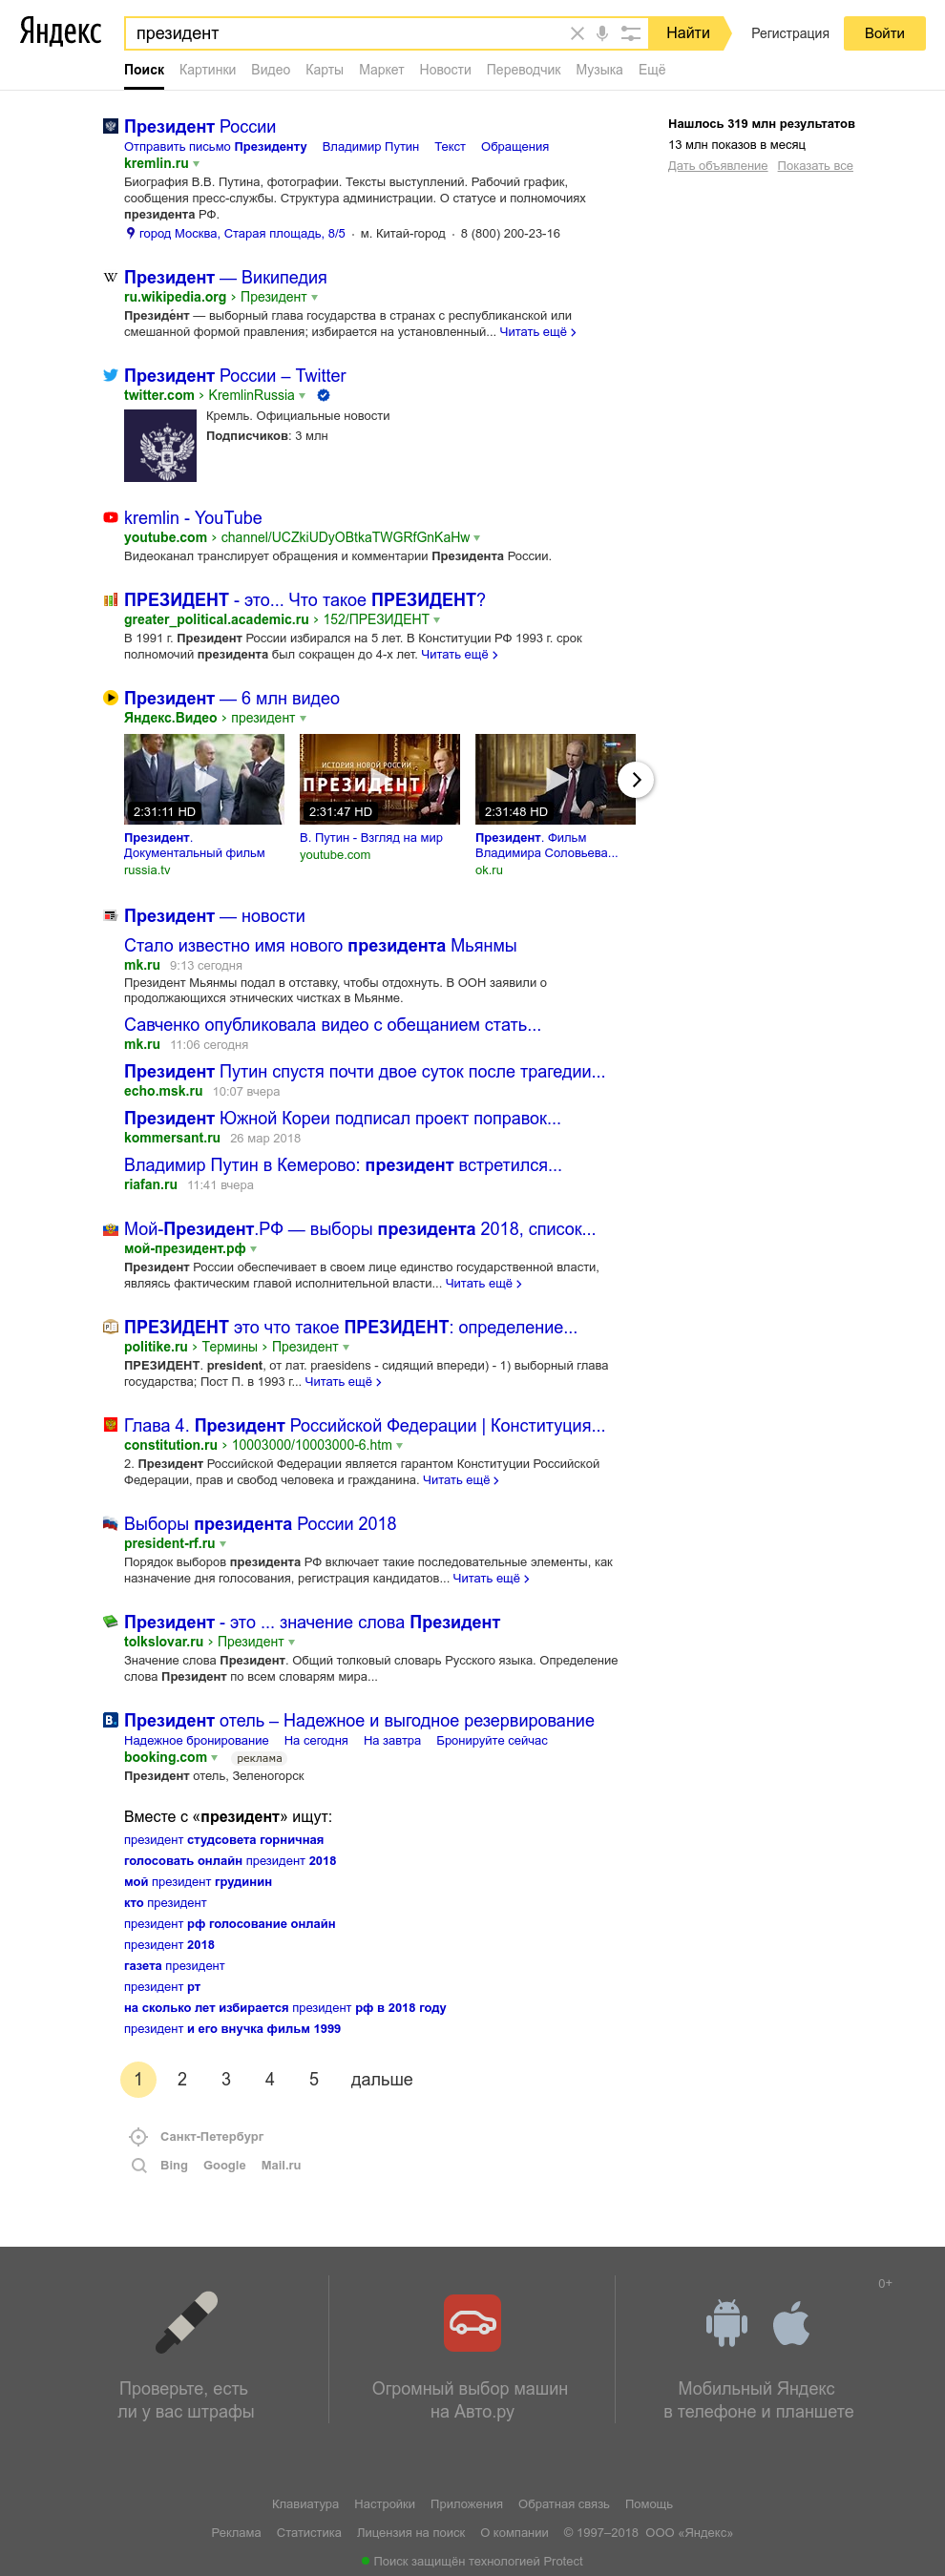 Яндекс
президент
Найти
Регистрация
Войти
Поиск Картинки Видео Карты Маркет Новости Переводчик Музыка Ещё
Нашлось 319 млн результатов
13 млн показов в месяц
Дать объявление Показать все
Президент России
Отправить письмо Президенту Владимир Путин Текст Обращения
kremlin.ru
Биография В.В. Путина, фотографии. Тексты выступлений. Рабочий график,
сообщения пресс-службы. Структура администрации. О статусе и полномочиях
президента РФ.
город Москва, Старая площадь, 8/5 · м. Китай-город · 8 (800) 200-23-16
W
Президент — Википедия
ru.wikipedia.org › Президент
Президе́нт — выборный глава государства в странах с республиканской или
смешанной формой правления; избирается на установленный... Читать ещё ›
Президент России – Twitter
twitter.com › KremlinRussia
Кремль. Официальные новости
Подписчиков: 3 млн
kremlin - YouTube
youtube.com › channel/UCZkiUDyOBtkaTWGRfGnKaHw
Видеоканал транслирует обращения и комментарии Президента России.
ПРЕЗИДЕНТ - это... Что такое ПРЕЗИДЕНТ?
greater_political.academic.ru › 152/ПРЕЗИДЕНТ
В 1991 г. Президент России избирался на 5 лет. В Конституции РФ 1993 г. срок
полномочий президента был сокращен до 4-х лет. Читать ещё ›
Президент — 6 млн видео
Яндекс.Видео › президент
ИСТОРИЯ НОВОЙ РОССИИ
ПРЕЗИДЕНТ
2:31:11 HD
2:31:47 HD
2:31:48 HD
Президент.
Документальный фильм
russia.tv
В. Путин - Взгляд на мир
youtube.com
Президент. Фильм
Владимира Соловьева...
ok.ru
Президент — новости
Стало известно имя нового президента Мьянмы
mk.ru 9:13 сегодня
Президент Мьянмы подал в отставку, чтобы отдохнуть. В ООН заявили о
продолжающихся этнических чистках в Мьянме.
Савченко опубликовала видео с обещанием стать...
mk.ru 11:06 сегодня
Президент Путин спустя почти двое суток после трагедии...
echo.msk.ru 10:07 вчера
Президент Южной Кореи подписал проект поправок...
kommersant.ru 26 мар 2018
Владимир Путин в Кемерово: президент встретился...
riafan.ru 11:41 вчера
Мой-Президент.РФ — выборы президента 2018, список...
мой-президент.рф
Президент России обеспечивает в своем лице единство государственной власти,
являясь фактическим главой исполнительной власти... Читать ещё ›
ПРЕЗИДЕНТ это что такое ПРЕЗИДЕНТ: определение...
politike.ru › Термины › Президент
ПРЕЗИДЕНТ. president, от лат. praesidens - сидящий впереди) - 1) выборный глава
государства; Пост П. в 1993 г... Читать ещё ›
Глава 4. Президент Российской Федерации | Конституция...
constitution.ru › 10003000/10003000-6.htm
2. Президент Российской Федерации является гарантом Конституции Российской
Федерации, прав и свобод человека и гражданина. Читать ещё ›
Выборы президента России 2018
president-rf.ru
Порядок выборов президента РФ включает такие последовательные элементы, как
назначение дня голосования, регистрация кандидатов... Читать ещё ›
Президент - это ... значение слова Президент
tolkslovar.ru › Президент
Значение слова Президент. Общий толковый словарь Русского языка. Определение
слова Президент по всем словарям мира...
B.
Президент отель – Надежное и выгодное резервирование
Надежное бронирование На сегодня На завтра Бронируйте сейчас
booking.com реклама
Президент отель, Зеленогорск
Вместе с «президент» ищут:
президент студсовета горничная
голосовать онлайн президент 2018
мой президент грудинин
кто президент
президент рф голосование онлайн
президент 2018
газета президент
президент рт
на сколько лет избирается президент рф в 2018 году
президент и его внучка фильм 1999
1 2 3 4 5 дальше
Санкт-Петербург
Bing Google Mail.ru
0+
Проверьте, есть
ли у вас штрафы
Огромный выбор машин
на Авто.ру
Мобильный Яндекс
в телефоне и планшете
Клавиатура Настройки Приложения Обратная связь Помощь
Реклама Статистика Лицензия на поиск О компании © 1997–2018 ООО «Яндекс»
Поиск защищён технологией Protect